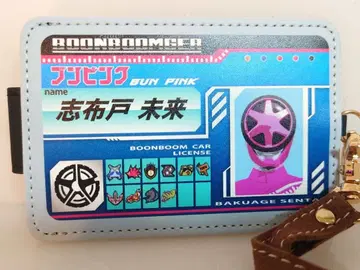 BOONBOOMGER
ブンピンク BUN PINK
name
志布戸 未来
BOONBOOM CAR
LICENSE
BAKUAGE SENTAI